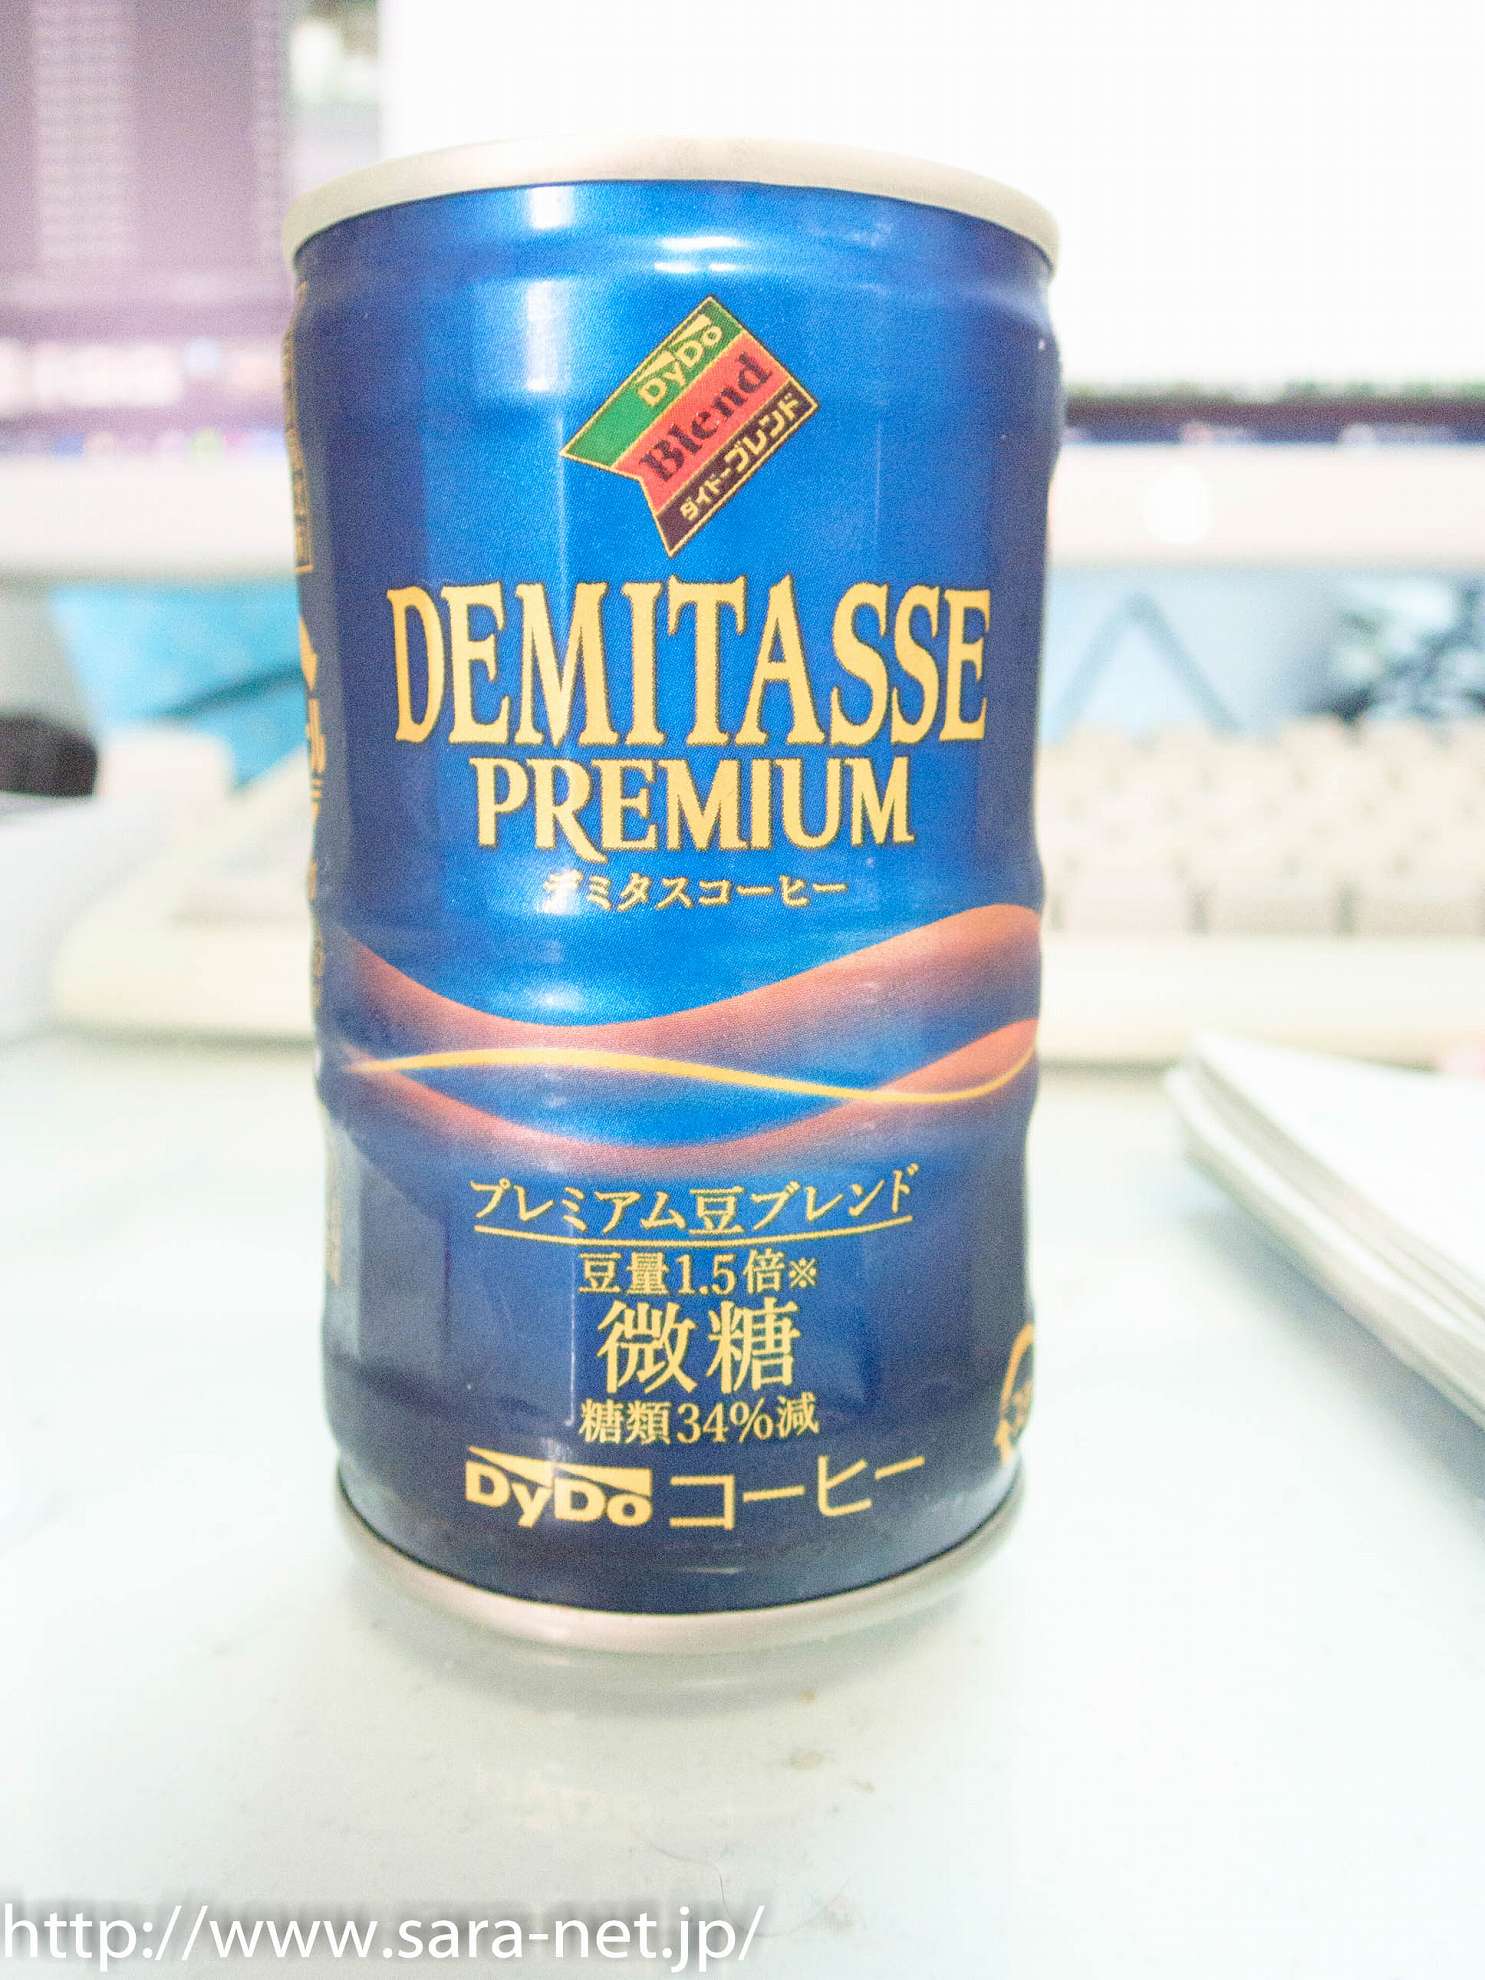 DyDo
Blend
ダイドーブレンド
DEMITASSE
PREMIUM
デミタスコーヒー
プレミアム豆ブレンド
豆量1.5倍※
微糖
糖類34%減
DyDo コーヒー
http://www.sara-net.jp/